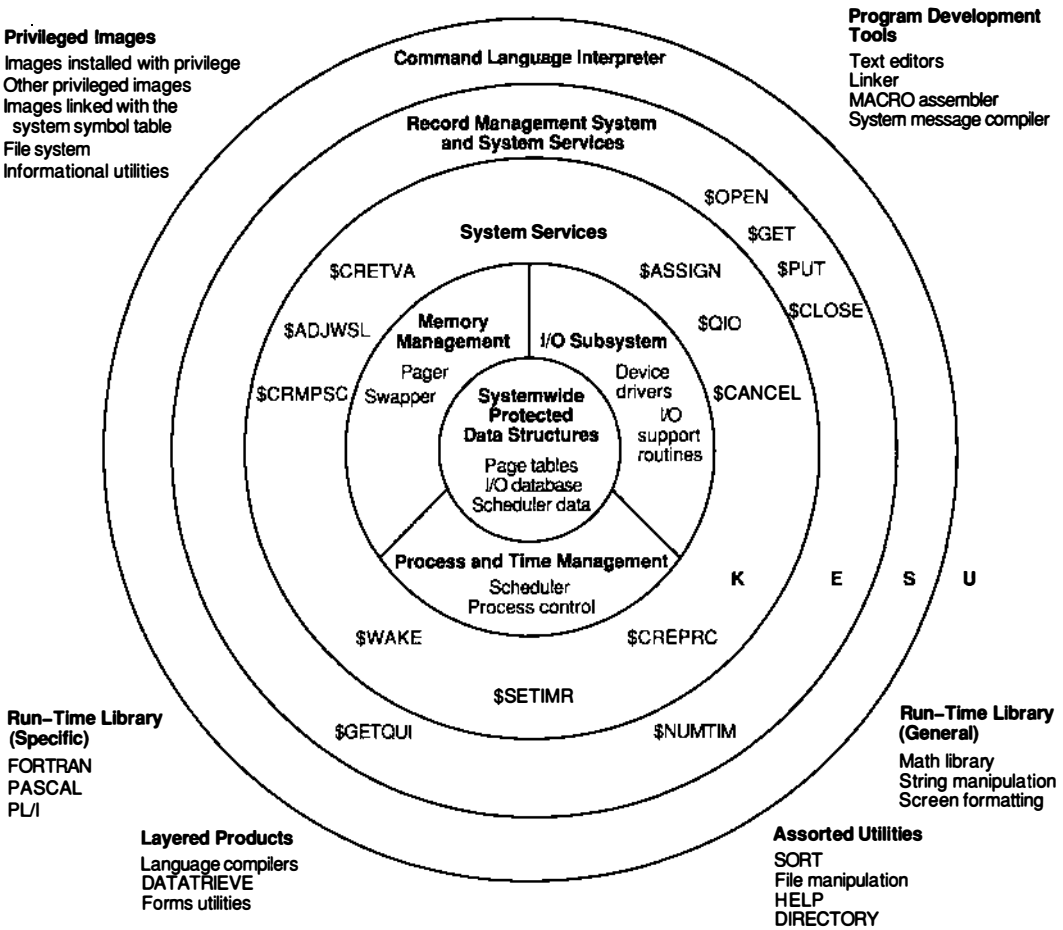 Privileged Images
Images installed with privilege
Other privileged images
Images linked with the
system symbol table
File system
Informational utilities
Program Development
Tools
Text editors
Linker
MACRO assembler
System message compiler
Command Language Interpreter
Record Management System
and System Services
$OPEN
$GET
$PUT
$CLOSE
System Services
$CRETVA
$ADJWSL
$CRMPSC
$ASSIGN
$QIO
$CANCEL
Memory
Management
Pager
Swapper
I/O Subsystem
Device
drivers
I/O
support
routines
Systemwide
Protected
Data Structures
Page tables
I/O database
Scheduler data
Process and Time Management
Scheduler
Process control
K E S U
$WAKE
$CREPRC
$SETIMR
$GETQUI
$NUMTIM
Run-Time Library
(Specific)
FORTRAN
PASCAL
PL/I
Run-Time Library
(General)
Math library
String manipulation
Screen formatting
Layered Products
Language compilers
DATATRIEVE
Forms utilities
Assorted Utilities
SORT
File manipulation
HELP
DIRECTORY